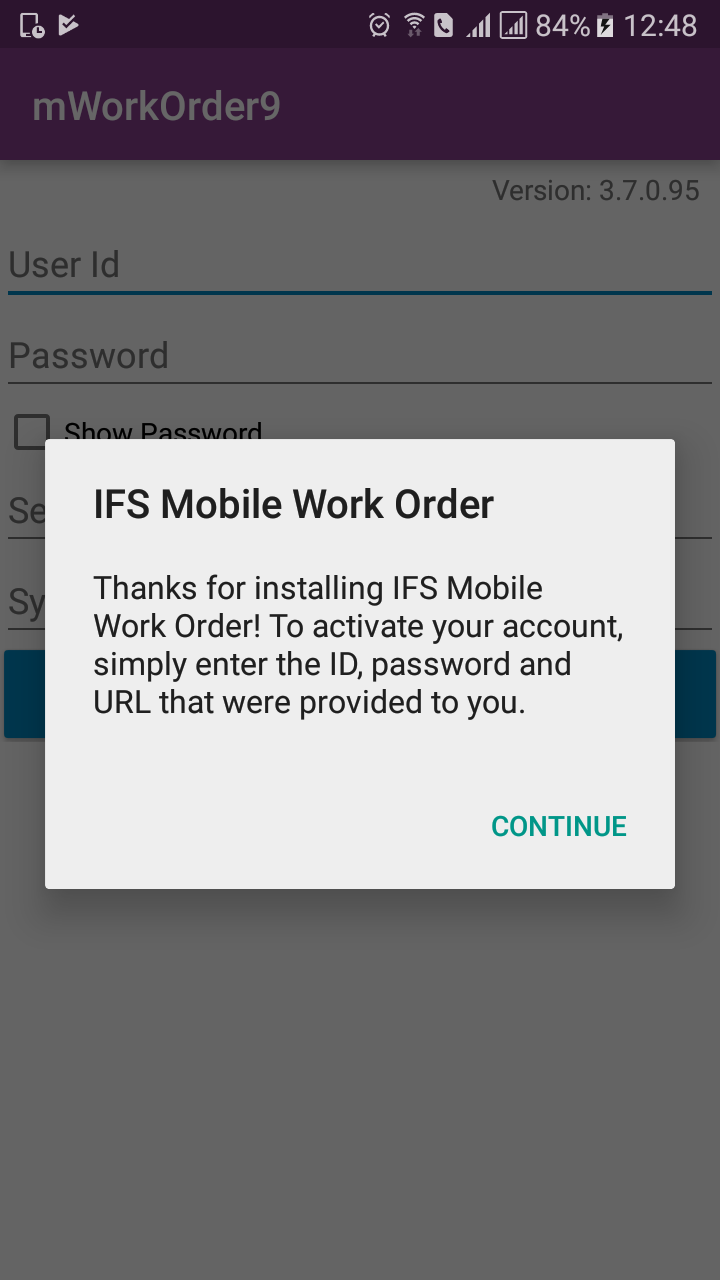 84% 12:48
mWorkOrder9
Version: 3.7.0.95
User Id
Password
Show Password
IFS Mobile Work Order
Thanks for installing IFS Mobile
Work Order! To activate your account,
simply enter the ID, password and
URL that were provided to you.
CONTINUE